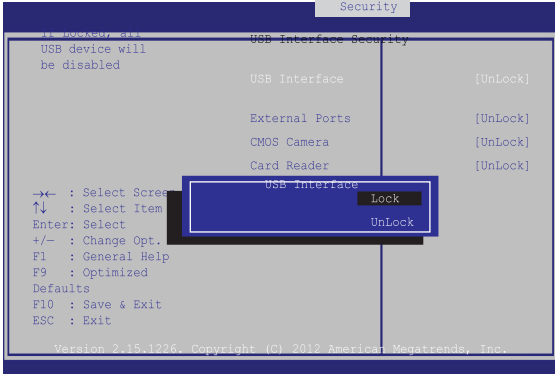 Security
If Locked, all
USB device will
be disabled
USB Interface Security
USB Interface [UnLock]
External Ports [UnLock]
CMOS Camera [UnLock]
Card Reader [UnLock]
USB Interface
Lock
UnLock
→← : Select Screen
↑↓ : Select Item
Enter: Select
+/— : Change Opt.
F1 : General Help
F9 : Optimized
Defaults
F10 : Save & Exit
ESC : Exit
Version 2.15.1226. Copyright (C) 2012 American Megatrends, Inc.